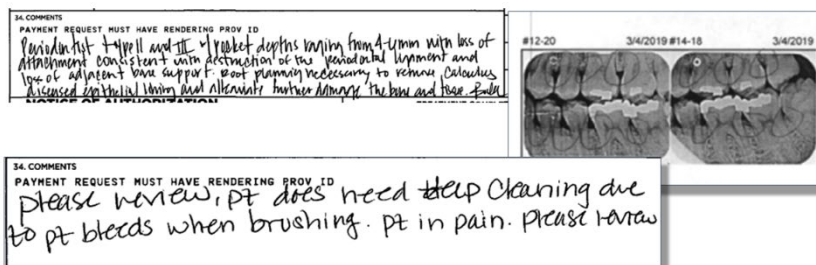 34. COMMENTS
PAYMENT REQUEST MUST HAVE RENDERING PROV ID
Periodontist type II and III w/ pocket depths raging from 4-4mm with loss of
attachment consistent with destruction of the periodontal ligament and
loss of adjacent bone support. Root planning necessary to remove, Calculus
diseased epithelial lining and alleviate further damage the bone and tissue.
NOTICE OF AUTHORIZATION
#12-20 3/4/2019 #14-18 3/4/2019
34. COMMENTS
PAYMENT REQUEST MUST HAVE RENDERING PROV ID
please review, pt does need deep cleaning due
to pt bleeds when brushing. pt in pain. please review